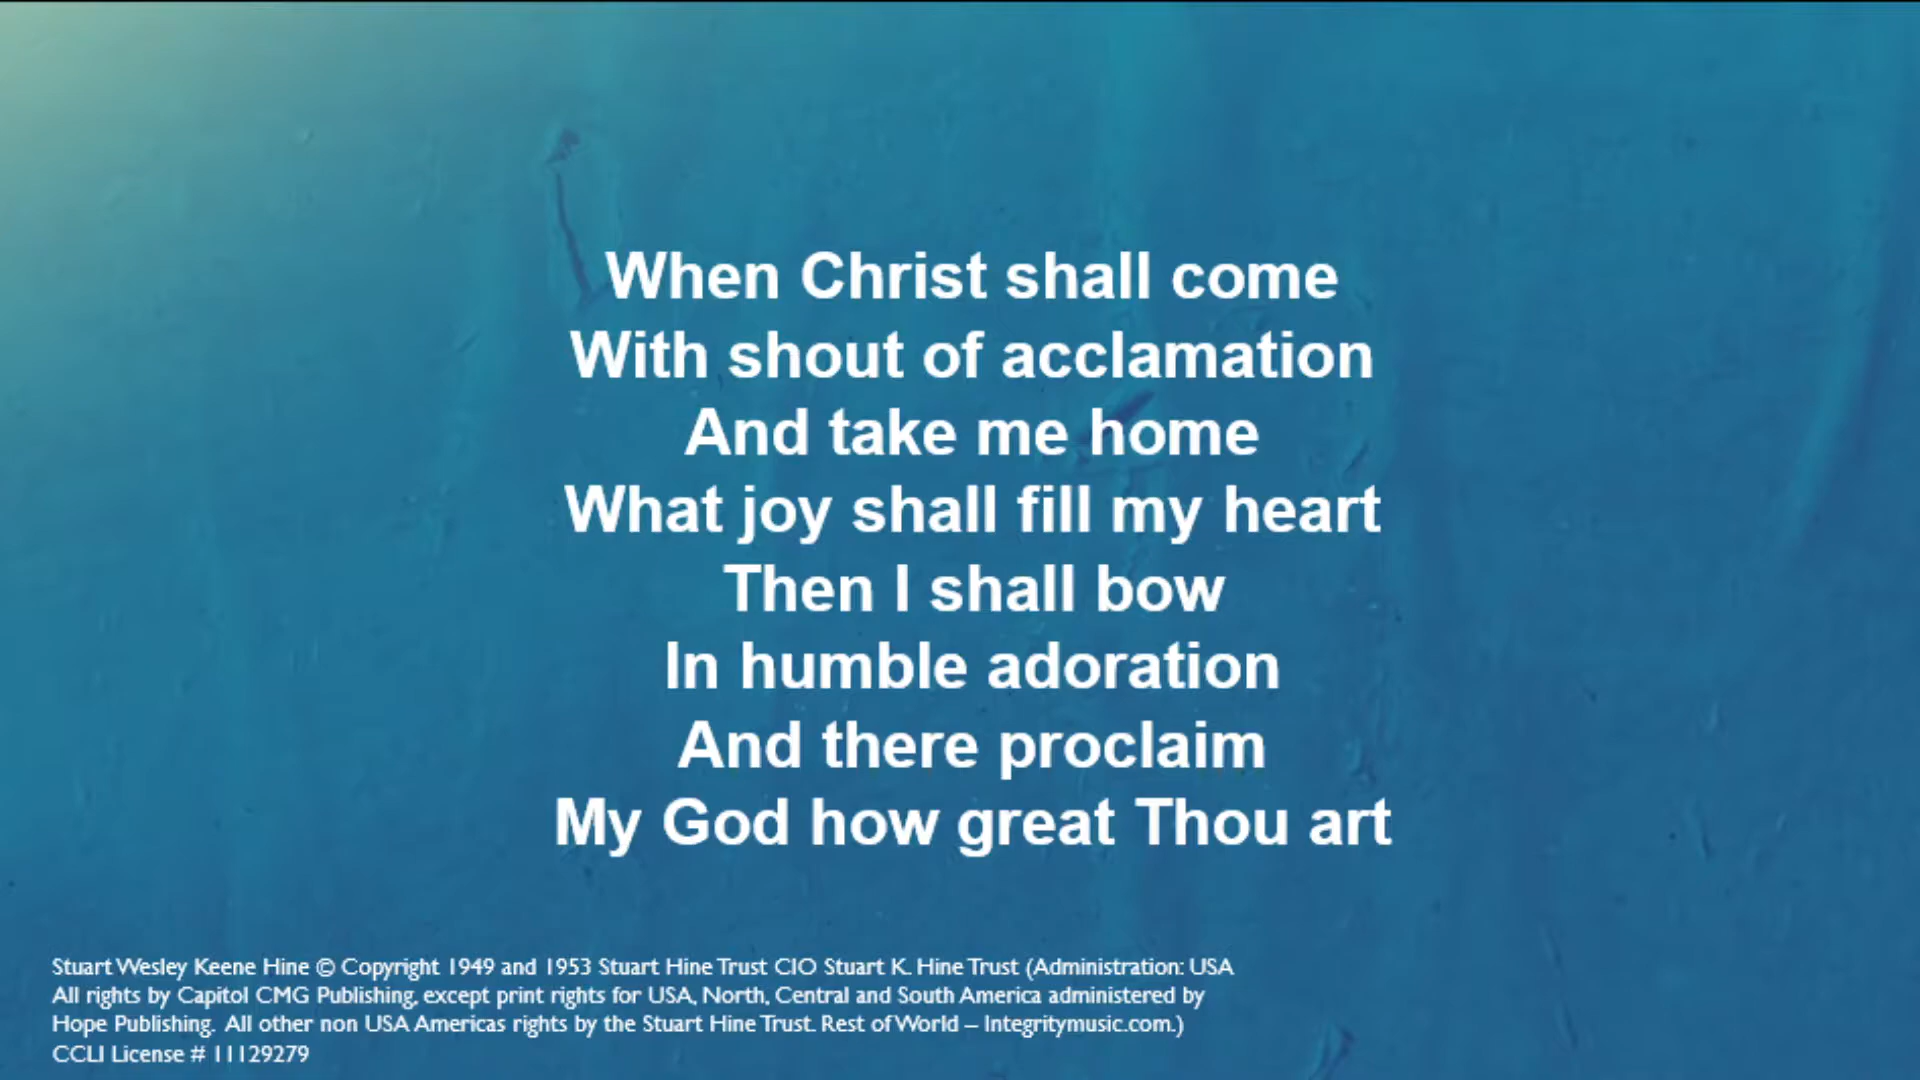 When Christ shall come
With shout of acclamation
And take me home
What joy shall fill my heart
Then I shall bow
In humble adoration
And there proclaim
My God how great Thou art
Stuart Wesley Keene Hine © Copyright 1949 and 1953 Stuart Hine Trust CIO Stuart K. Hine Trust (Administration: USA
All rights by Capitol CMG Publishing, except print rights for USA, North, Central and South America administered by
Hope Publishing. All other non USA Americas rights by the Stuart Hine Trust. Rest of World – Integritymusic.com.)
CCLI License # 11129279